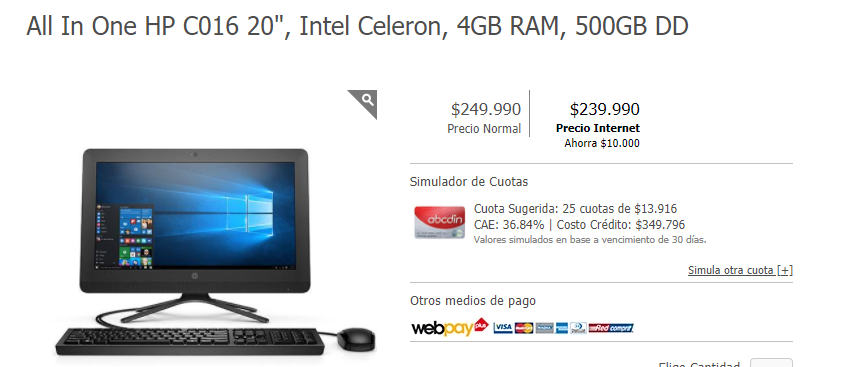 All In One HP C016 20", Intel Celeron, 4GB RAM, 500GB DD
$249.990
Precio Normal
$239.990
Precio Internet
Ahorra $10.000
Simulador de Cuotas
abcdin
Cuota Sugerida: 25 cuotas de $13.916
CAE: 36.84% | Costo Crédito: $349.796
Valores simulados en base a vencimiento de 30 días.
Simula otra cuota [+]
Otros medios de pago
webpay plus VISA MasterCard Red compra
Elige Cantidad